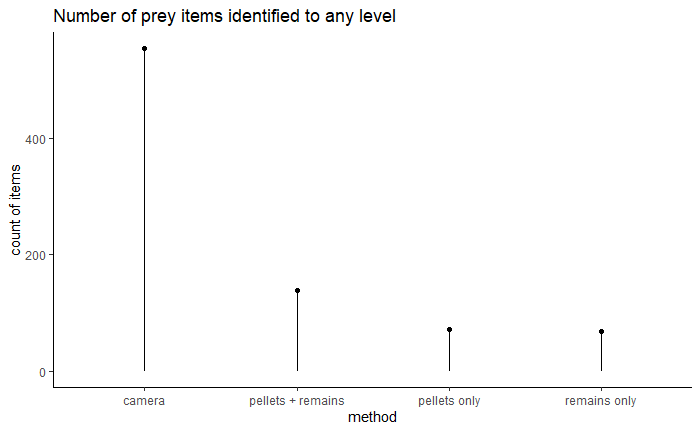 Number of prey items identified to any level
count of items
400
200
0
camera
pellets + remains
pellets only
remains only
method